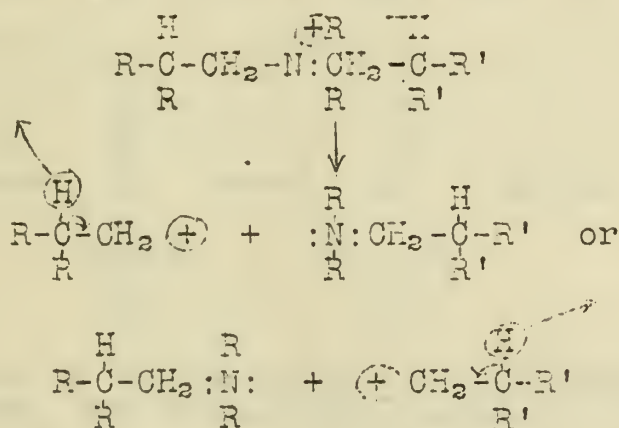 H +R H
R-C-CH₂-N:CH₂-C-R'
R R R'
H R H
R-C-CH₂ + + :N:CH₂-C-R' or
R R R'
H R H
R-C-CH₂:N: + + CH₂-C-R'
R R R'